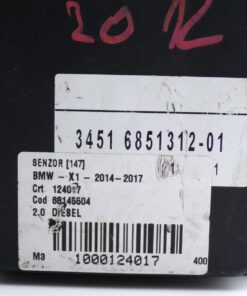 20 R
3451 6851312-01
1
SENZOR [147]
BMW - X1 - 2014-2017
Crt. 124017
Cod 68146504
2.0 DIESEL
M3
1000124017
400